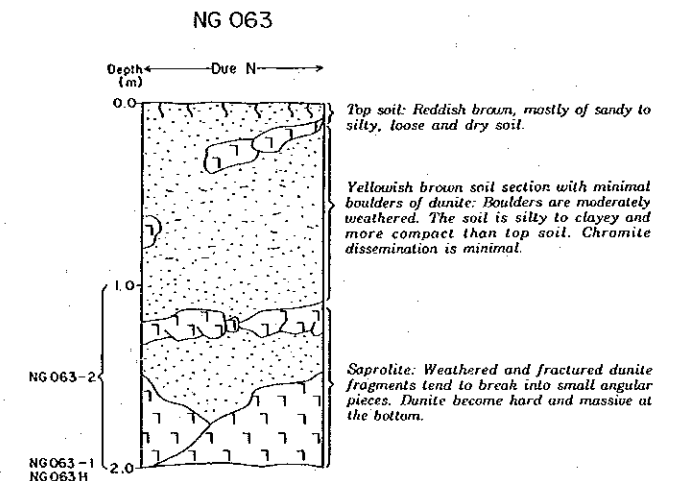 NG 063
Depth
(m)
Due N
0.0
Top soil: Reddish brown, mostly of sandy to
silty, loose and dry soil.
Yellowish brown soil section with minimal
boulders of dunite: Boulders are moderately
weathered. The soil is silty to clayey and
more compact than top soil. Chromite
dissemination is minimal.
1.0
NG063-2
Saprolite: Weathered and fractured dunite
fragments tend to break into small angular
pieces. Dunite become hard and massive at
the bottom.
NG063-1
NG063H
2.0